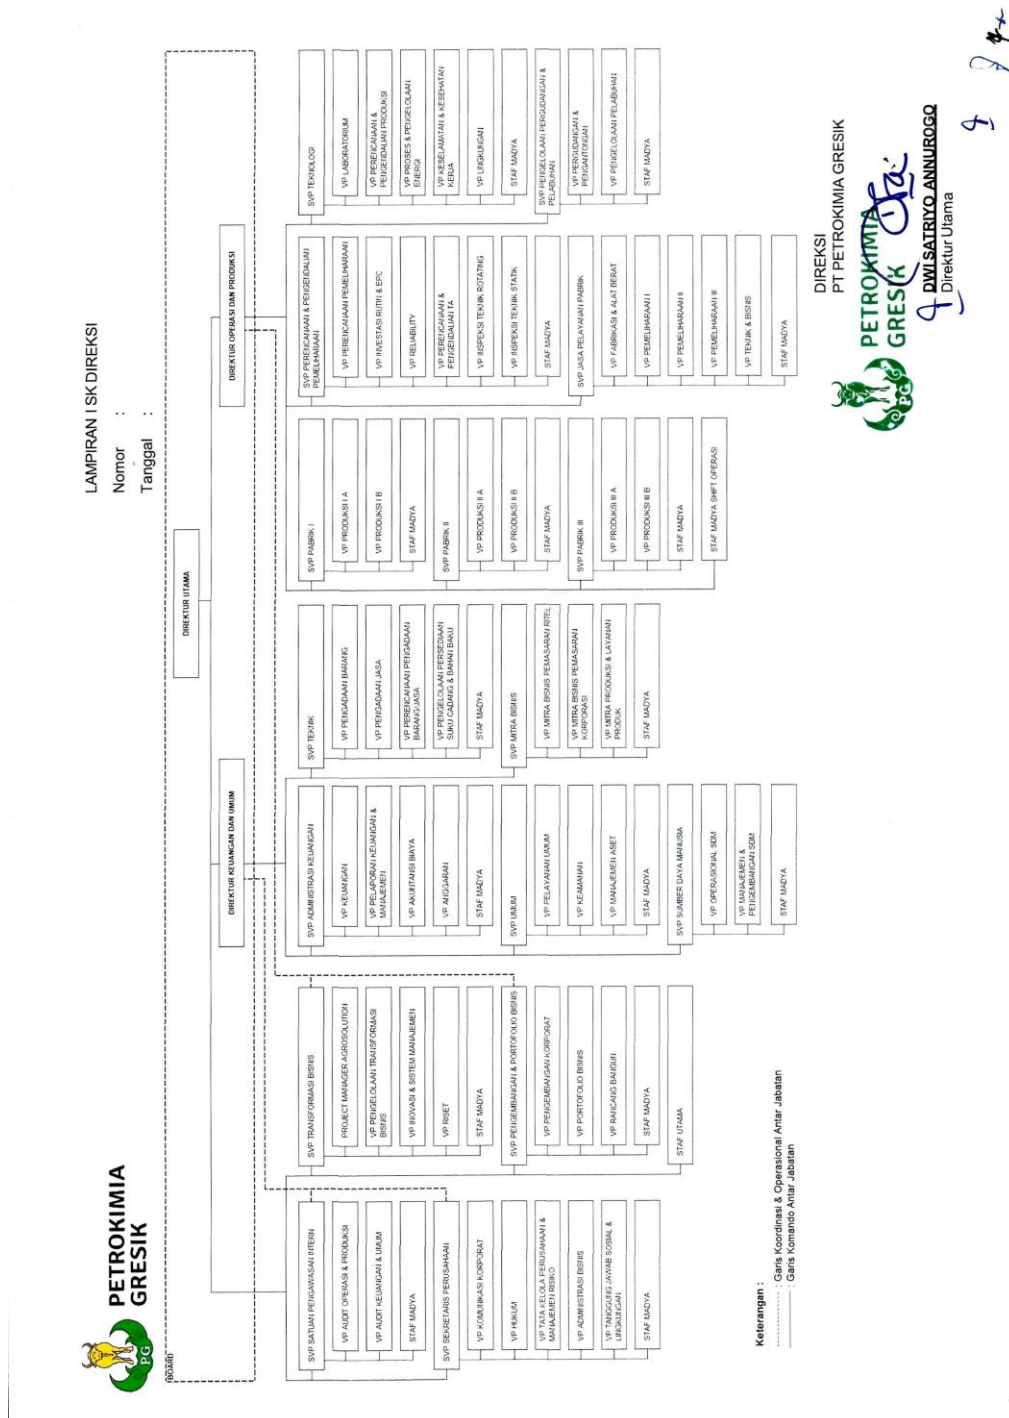 PETROKIMIA
GRESIK
PG
LAMPIRAN I SK DIREKSI
Nomor :
Tanggal :
BOARD
DIREKTUR UTAMA
DIREKTUR KEUANGAN DAN UMUM
DIREKTUR OPERASI DAN PRODUKSI
SVP SATUAN PENGAWASAN INTERN
VP AUDIT OPERASI & PRODUKSI
VP AUDIT KEUANGAN & UMUM
STAF MADYA
SVP SEKRETARIS PERUSAHAAN
VP KOMUNIKASI KORPORAT
VP HUKUM
VP TATA KELOLA PERUSAHAAN &
MANAJEMEN RISIKO
VP ADMINISTRASI BISNIS
VP TANGGUNG JAWAB SOSIAL &
LINGKUNGAN
STAF MADYA
SVP TRANSFORMASI BISNIS
PROJECT MANAGER AGROSOLUTION
VP PENGELOLAAN TRANSFORMASI
BISNIS
VP INOVASI & SISTEM MANAJEMEN
VP RISET
STAF MADYA
SVP PENGEMBANGAN & PORTOFOLIO BISNIS
VP PENGEMBANGAN KORPORAT
VP PORTOFOLIO BISNIS
VP RANCANG BANGUN
STAF MADYA
STAF UTAMA
SVP ADMINISTRASI KEUANGAN
VP KEUANGAN
VP PELAPORAN KEUANGAN &
MANAJEMEN
VP AKUNTANSI BIAYA
VP ANGGARAN
STAF MADYA
SVP UMUM
VP PELAYANAN UMUM
VP KEAMANAN
VP MANAJEMEN ASET
STAF MADYA
SVP SUMBER DAYA MANUSIA
VP OPERASIONAL SDM
VP MANAJEMEN &
PENGEMBANGAN SDM
STAF MADYA
SVP TEKNIK
VP PENGADAAN BARANG
VP PENGADAAN JASA
VP PERENCANAAN PENGADAAN
BARANG/JASA
VP PENGELOLAAN PERSEDIAAN
SUKU CADANG & BAHAN BAKU
STAF MADYA
SVP MITRA BISNIS
VP MITRA BISNIS PEMASARAN RITEL
VP MITRA BISNIS PEMASARAN
KORPORASI
VP MITRA PRODUKSI & LAYANAN
PRODUK
STAF MADYA
SVP PABRIK I
VP PRODUKSI I A
VP PRODUKSI I B
STAF MADYA
SVP PABRIK II
VP PRODUKSI II A
VP PRODUKSI II B
STAF MADYA
SVP PABRIK III
VP PRODUKSI III A
VP PRODUKSI III B
STAF MADYA
STAF MADYA SHIFT OPERASI
SVP PERENCANAAN & PENGENDALIAN
PEMELIHARAAN
VP PERENCANAAN PEMELIHARAAN
VP INVESTASI RUTIN & EPC
VP RELIABILITY
VP PERENCANAAN &
PENGENDALIAN TA
VP INSPEKSI TEKNIK ROTATING
VP INSPEKSI TEKNIK STATIK
STAF MADYA
SVP JASA PELAYANAN PABRIK
VP FABRIKASI & ALAT BERAT
VP PEMELIHARAAN I
VP PEMELIHARAAN II
VP PEMELIHARAAN III
VP TEKNIK & BISNIS
STAF MADYA
SVP TEKNOLOGI
VP LABORATORIUM
VP PERENCANAAN &
PENGENDALIAN PRODUKSI
VP PROSES & PENGELOLAAN
ENERGI
VP KESELAMATAN & KESEHATAN
KERJA
VP LINGKUNGAN
STAF MADYA
SVP PENGELOLAAN PERGUDANGAN &
PELABUHAN
VP PERGUDANGAN &
PENGANTONGAN
VP PENGELOLAAN PELABUHAN
STAF MADYA
Keterangan :
------------ : Garis Koordinasi & Operasional Antar Jabatan
____________ : Garis Komando Antar Jabatan
DIREKSI
PT PETROKIMIA GRESIK
PG
PETROKIMIA
GRESIK
DWI SATRIYO ANNUROGO
Direktur Utama